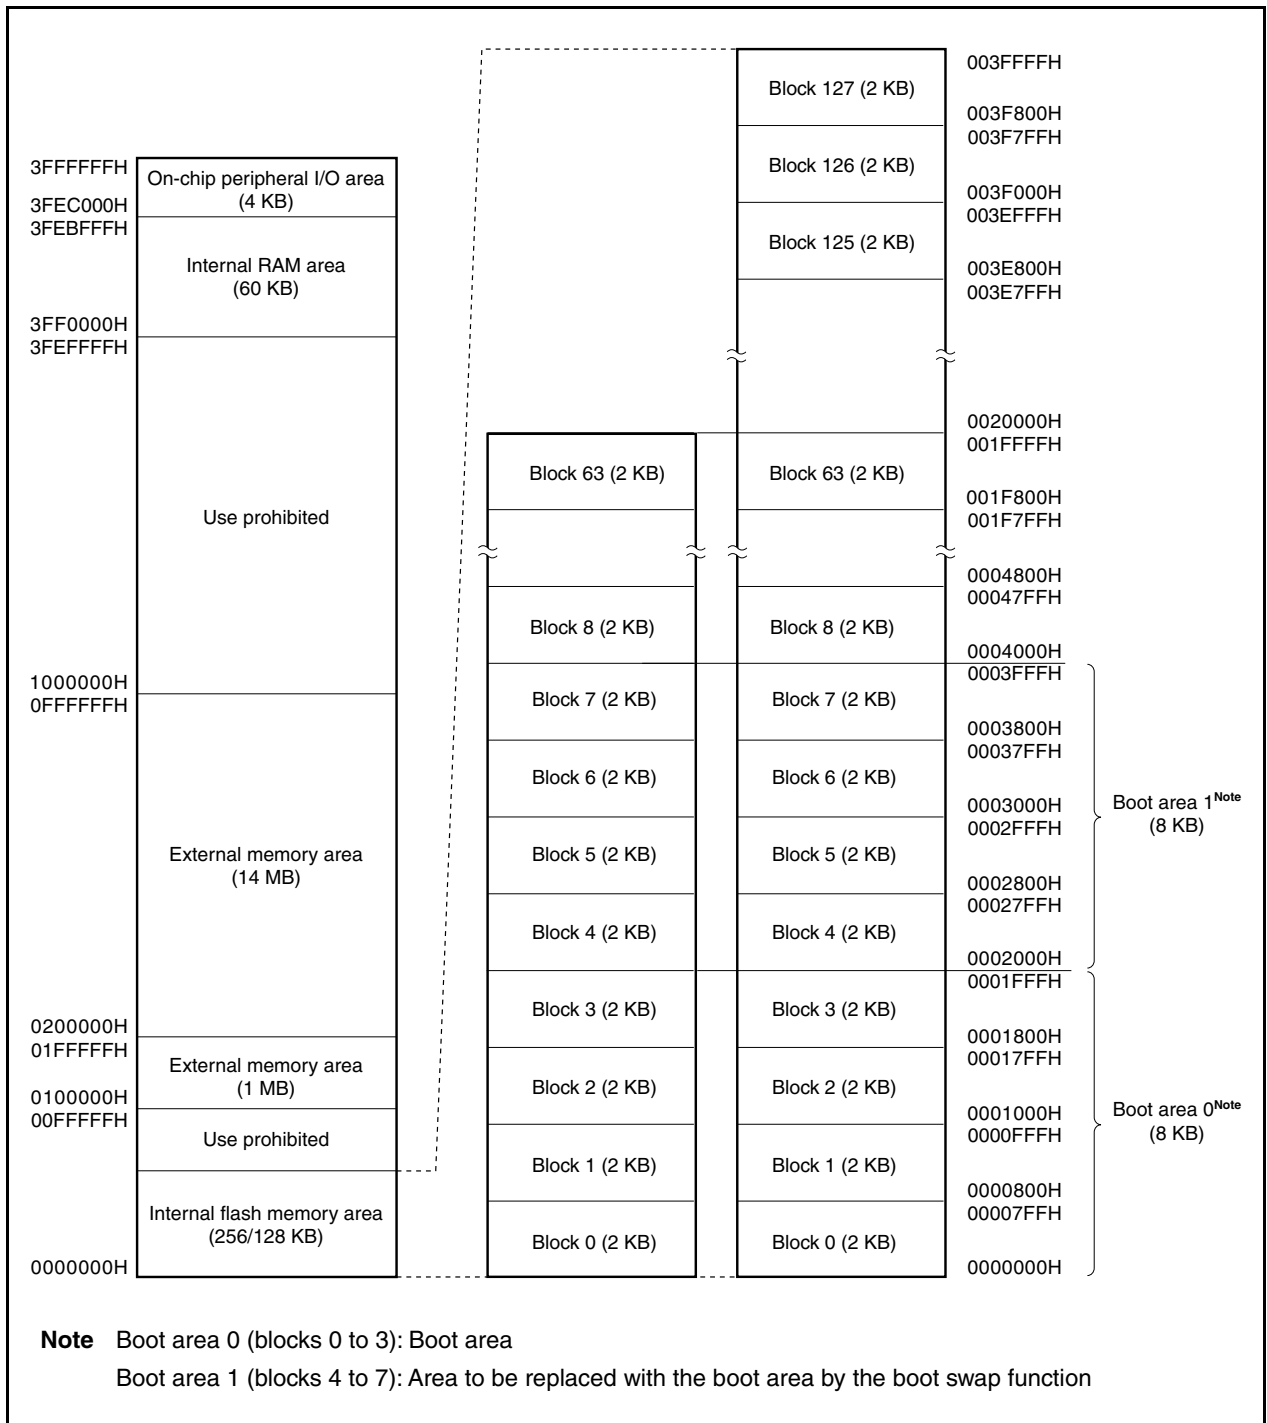 3FFFFFFH
On-chip peripheral I/O area
(4 KB)
3FEC000H
3FEBFFFH
Internal RAM area
(60 KB)
3FF0000H
3FEFFFFH
Use prohibited
1000000H
0FFFFFFH
External memory area
(14 MB)
0200000H
01FFFFFH
External memory area
(1 MB)
0100000H
00FFFFFH
Use prohibited
Internal flash memory area
(256/128 KB)
0000000H
Block 63 (2 KB)
Block 8 (2 KB)
Block 7 (2 KB)
Block 6 (2 KB)
Block 5 (2 KB)
Block 4 (2 KB)
Block 3 (2 KB)
Block 2 (2 KB)
Block 1 (2 KB)
Block 0 (2 KB)
Block 127 (2 KB)
Block 126 (2 KB)
Block 125 (2 KB)
Block 63 (2 KB)
Block 8 (2 KB)
Block 7 (2 KB)
Block 6 (2 KB)
Block 5 (2 KB)
Block 4 (2 KB)
Block 3 (2 KB)
Block 2 (2 KB)
Block 1 (2 KB)
Block 0 (2 KB)
003FFFFH
003F800H
003F7FFH
003F000H
003EFFFH
003E800H
003E7FFH
0020000H
001FFFFH
001F800H
001F7FFH
0004800H
00047FFH
0004000H
0003FFFH
0003800H
00037FFH
0003000H
0002FFFH
0002800H
00027FFH
0002000H
0001FFFH
0001800H
00017FFH
0001000H
0000FFFH
0000800H
00007FFH
0000000H
Boot area 1Note
(8 KB)
Boot area 0Note
(8 KB)
Note Boot area 0 (blocks 0 to 3): Boot area
Boot area 1 (blocks 4 to 7): Area to be replaced with the boot area by the boot swap function